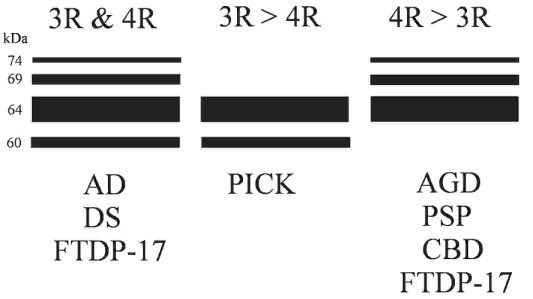 3R & 4R
3R > 4R
4R > 3R
kDa
74
69
64
60
AD
DS
FTDP-17
PICK
AGD
PSP
CBD
FTDP-17